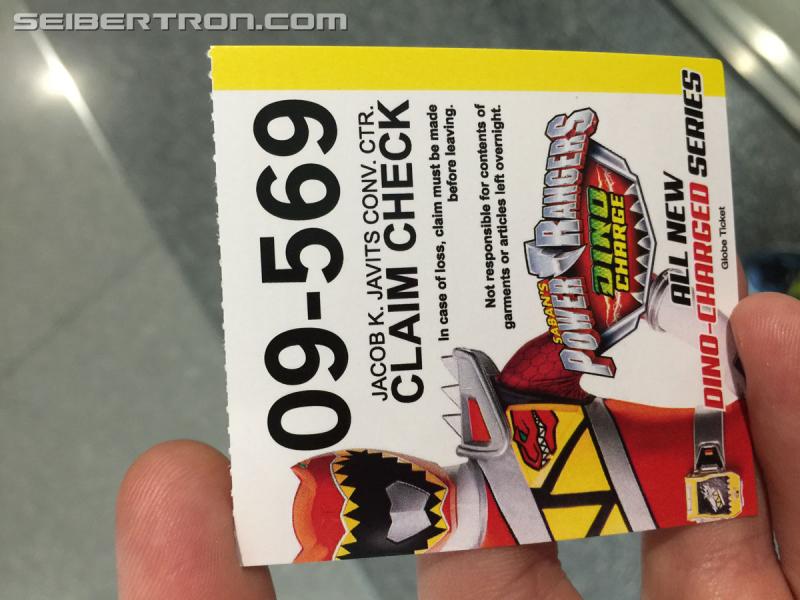 SEIBERTRON.COM
09-569
JACOB K. JAVITS CONV. CTR.
CLAIM CHECK
In case of loss, claim must be made
before leaving.
Not responsible for contents of
garments or articles left overnight.
SABAN'S
POWER RANGERS
DINO
CHARGE
ALL NEW
DINO-CHARGED SERIES
Globe Ticket